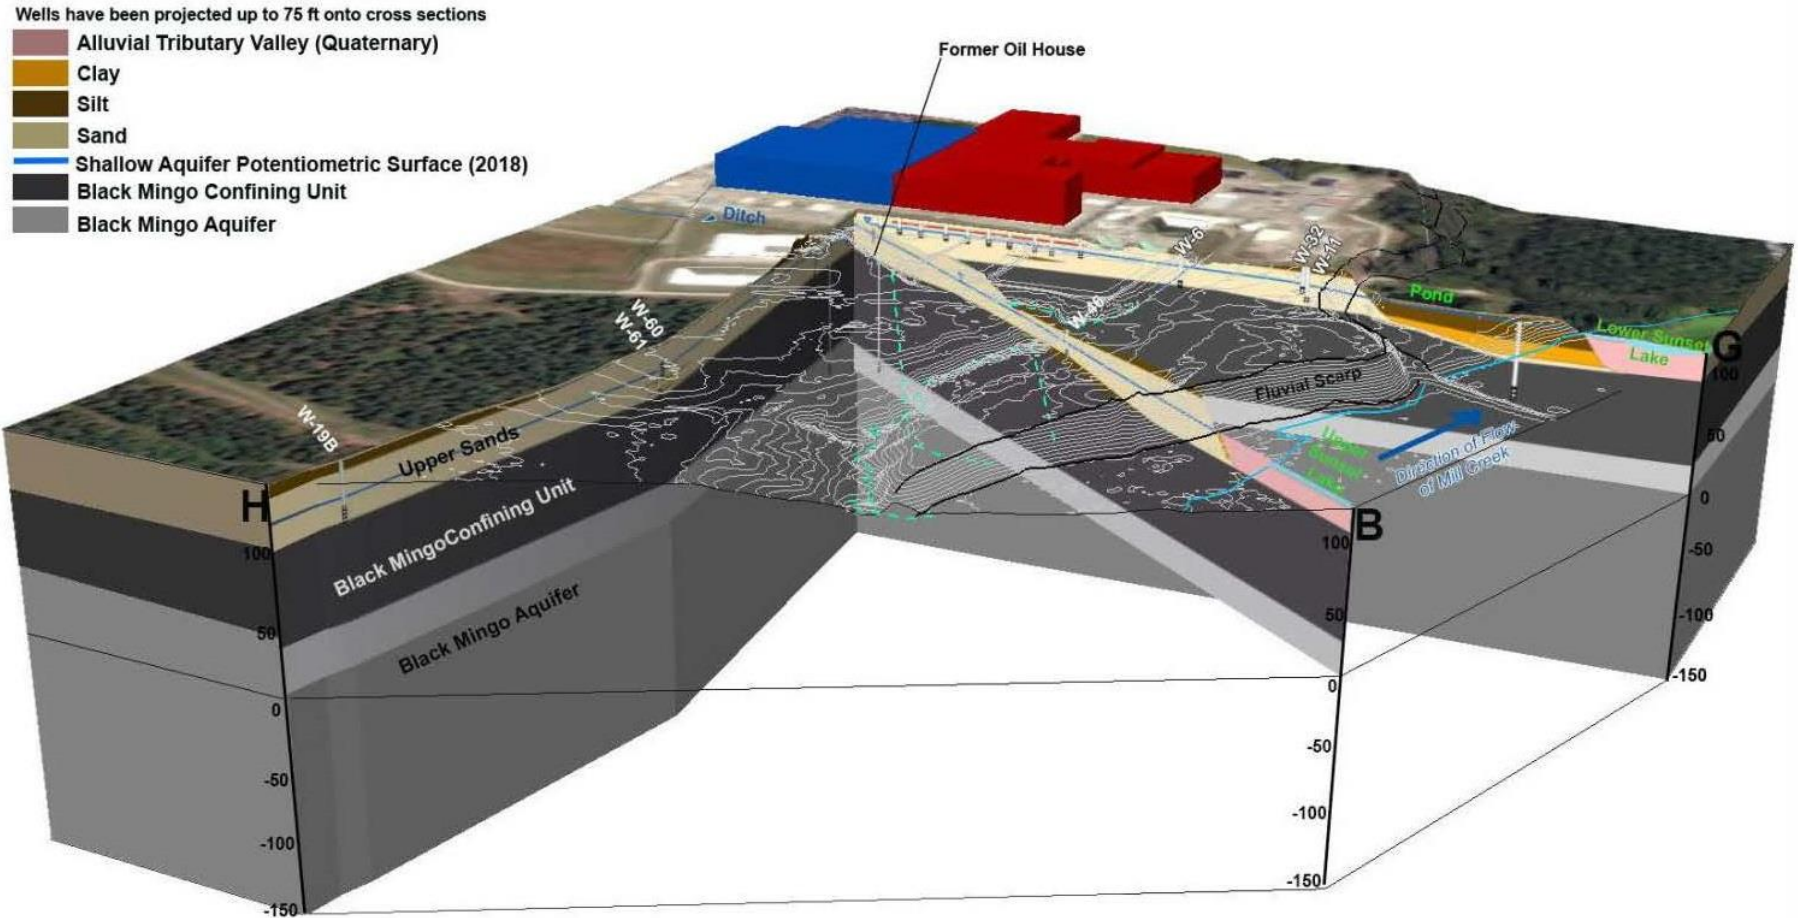 Wells have been projected up to 75 ft onto cross sections
Alluvial Tributary Valley (Quaternary)
Clay
Silt
Sand
Shallow Aquifer Potentiometric Surface (2018)
Black Mingo Confining Unit
Black Mingo Aquifer
Former Oil House
Ditch
W-6
W-32
W-11
Pond
W-60
W-61
W-46
Lower Sunset
Lake
G
Fluvial Scarp
W-19B
Upper Sands
Upper
Sunset
Lake
Direction of Flow
of Mill Creek
H
B
Black MingoConfining Unit
Black Mingo Aquifer
100
50
0
-50
-100
-150
100
50
0
-50
-100
-150
100
50
0
-50
-100
-150